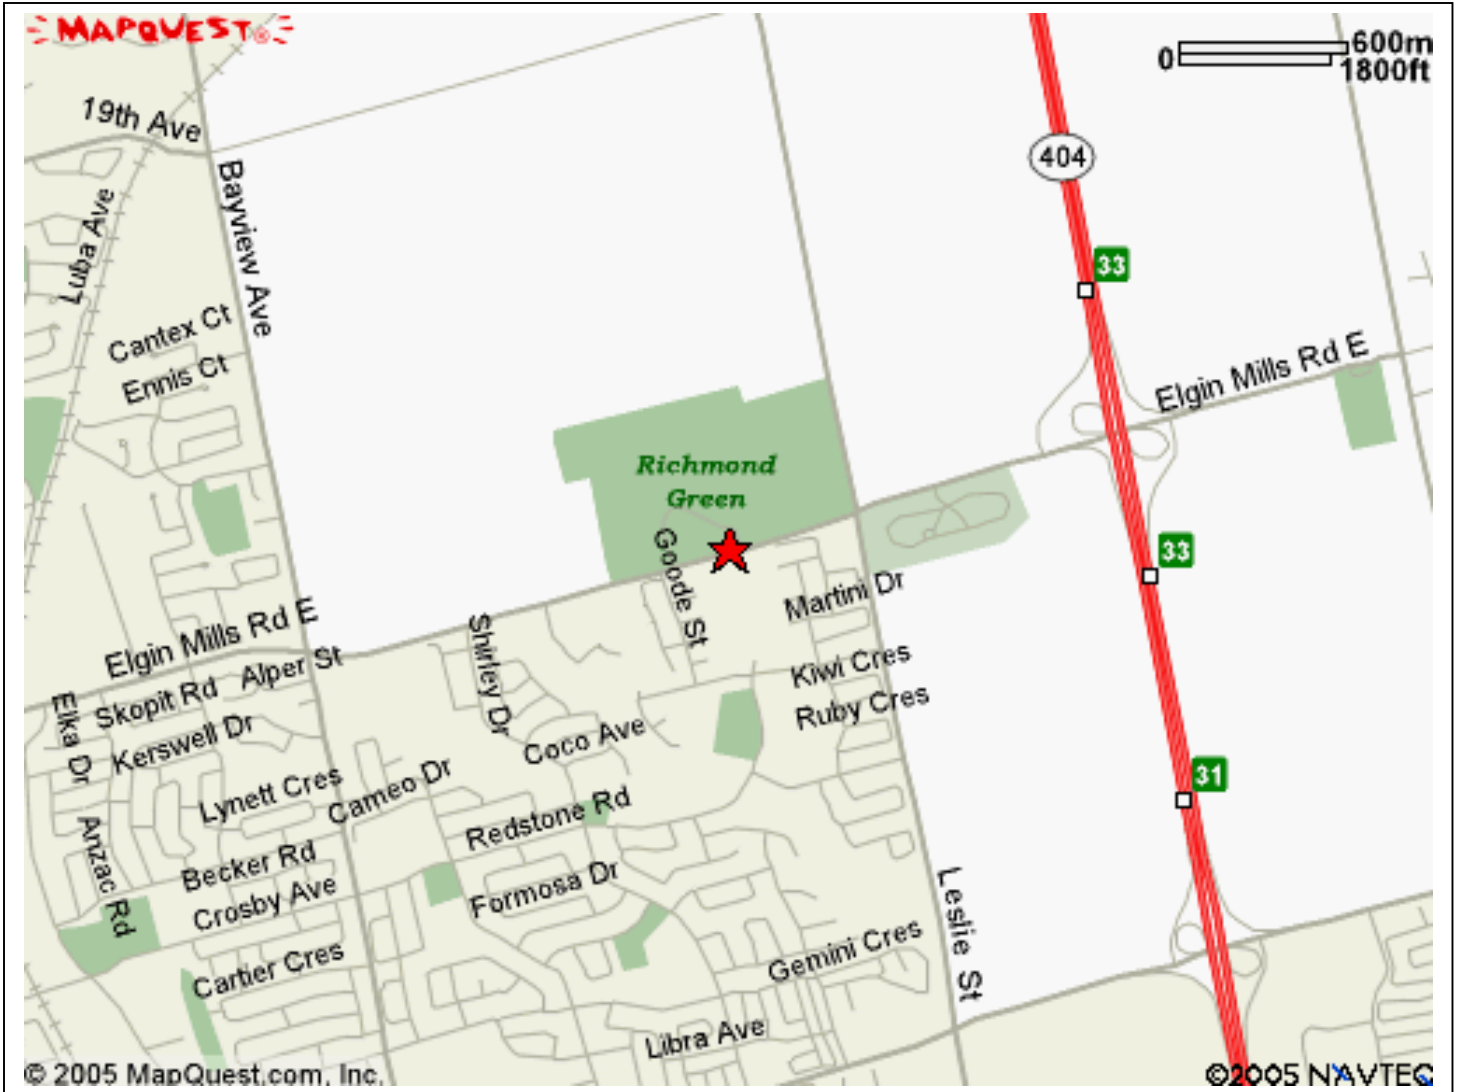 MAPQUEST®
600m
0
1800ft
19th Ave
404
Bayview Ave
Luba Ave
33
Cantex Ct
Elgin Mills Rd E
Ennis Ct
Richmond
Green
Goode St
33
Martini Dr
Elgin Mills Rd E
Shirley Dr
Alper St
Kiwi Cres
Skopit Rd
Elka Dr
Ruby Cres
Kerswell Dr
Coco Ave
31
Lynett Cres
Cameo Dr
Redstone Rd
Anzac Rd
Becker Rd
Formosa Dr
Crosby Ave
Leslie St
Gemini Cres
Cartier Cres
Libra Ave
© 2005 MapQuest.com, Inc.
©2005 NAVTEQ